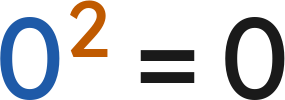 0² = 0